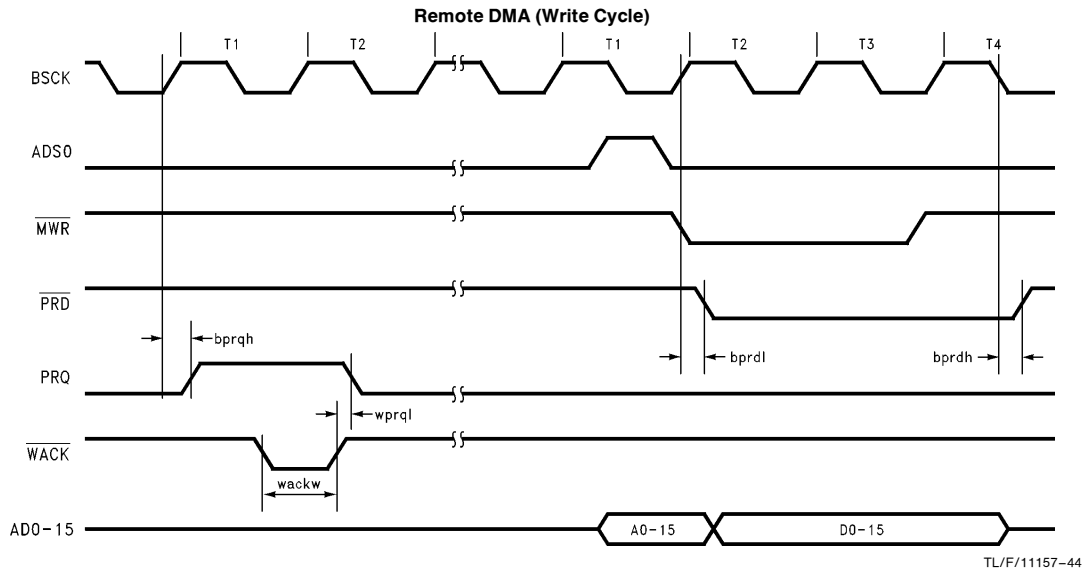 Remote DMA (Write Cycle)
T1 T2 T1 T2 T3 T4
BSCK
ADS0
MWR
PRD
bprqh bprdl bprdh
PRQ
wprql
WACK
wackw
AD0-15 A0-15 D0-15
TL/F/11157-44